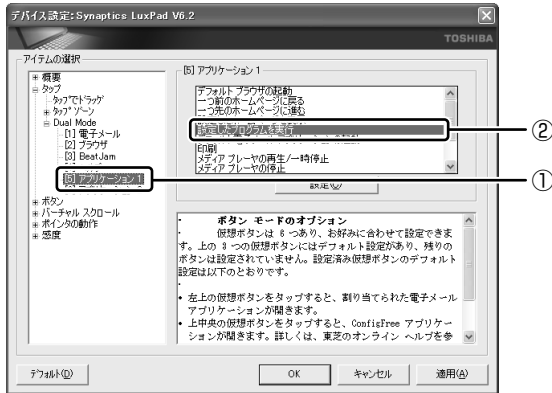 デバイス設定:Synaptics LuxPad V6.2
TOSHIBA
アイテムの選択
概要
タップ
タップでドラッグ
タップ ゾーン
Dual Mode
[1] 電子メール
[2] ブラウザ
[3] BeatJam
[5] アプリケーション 1
ボタン
バーチャル スクロール
ポインタの動作
感度
[5] アプリケーション 1
デフォルト ブラウザの起動
一つ前のホームページに戻る
一つ先のホームページに進む
設定したプログラムを実行
印刷
メディア プレーヤの再生/一時停止
メディア プレーヤの停止
設定(U)
・ ボタン モードのオプション
・ 仮想ボタンは 6 つあり、お好みに合わせて設定できま
す。上の 3 つの仮想ボタンにはデフォルト設定があり、残りの
ボタンは設定されていません。設定済み仮想ボタンのデフォルト
設定は以下のとおりです。
・
・ 左上の仮想ボタンをタップすると、割り当てられた電子メール
アプリケーションが開きます。
・ 上中央の仮想ボタンをタップすると、ConfigFree アプリケー
ションが開きます。詳しくは、東芝のオンライン ヘルプを参
デフォルト(D)
OK
キャンセル
適用(A)
②
①